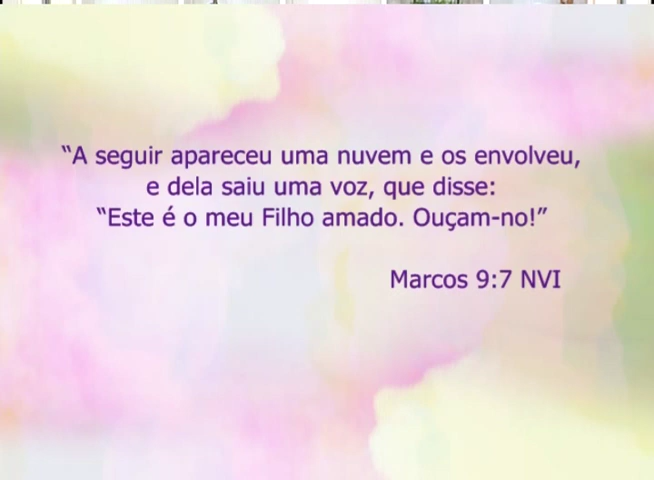 “A seguir apareceu uma nuvem e os envolveu,
e dela saiu uma voz, que disse:
“Este é o meu Filho amado. Ouçam-no!”
Marcos 9:7 NVI